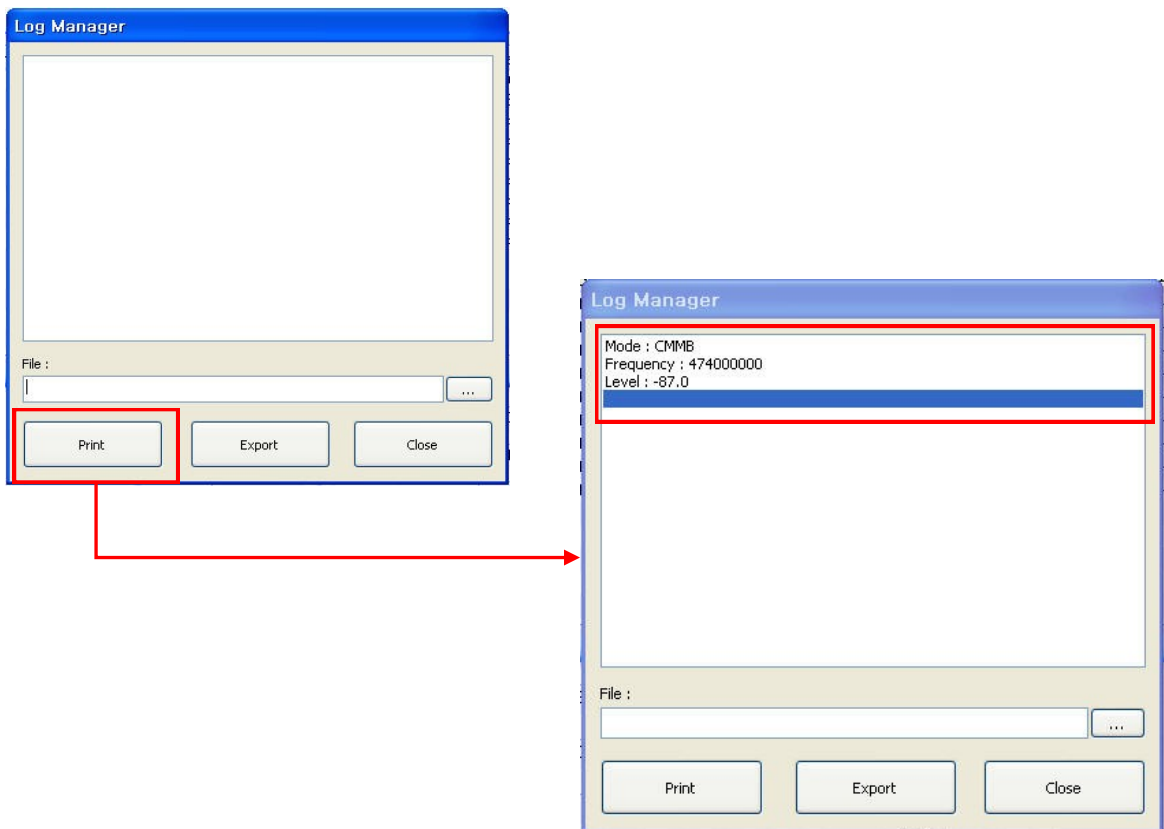 Log Manager
File :
...
Print Export Close
Log Manager
Mode : CMMB
Frequency : 474000000
Level : -87.0
File :
...
Print Export Close